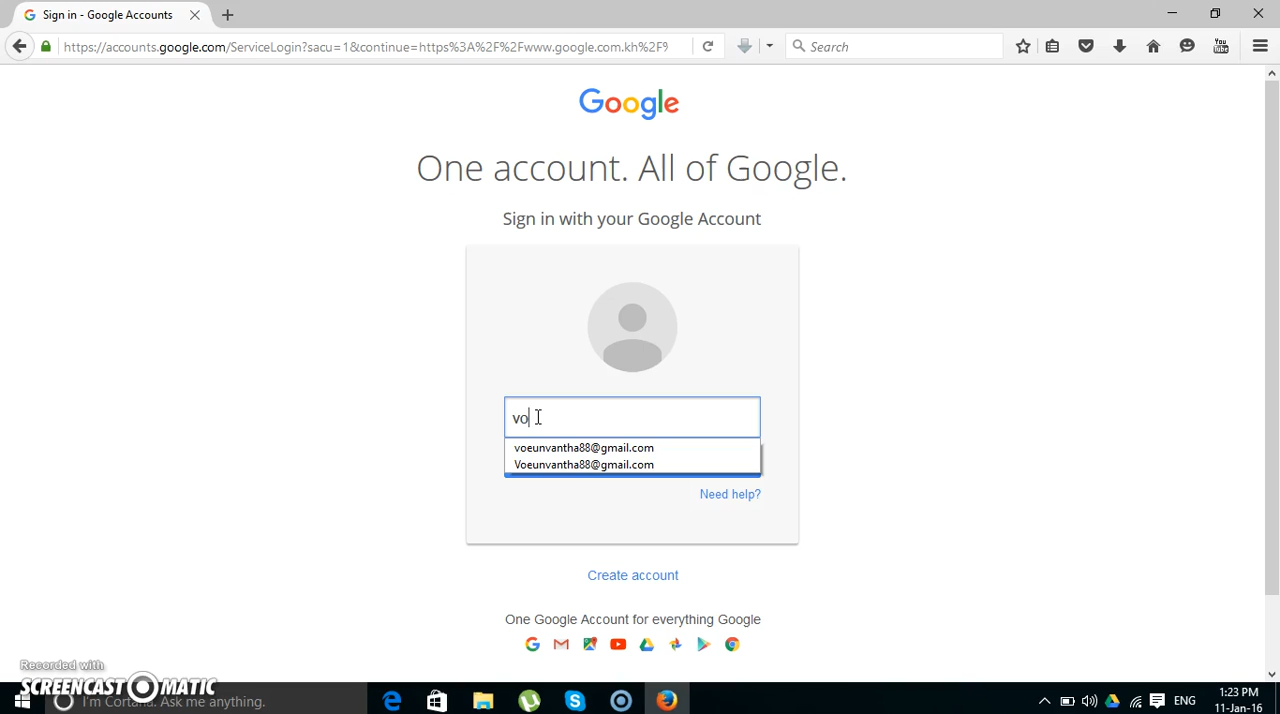 Sign in - Google Accounts
https://accounts.google.com/ServiceLogin?sacu=1&continue=https%3A%2F%2Fwww.google.com.kh%2F%
Search
You Tube
Google
One account. All of Google.
Sign in with your Google Account
vo
voeunvantha88@gmail.com
Voeunvantha88@gmail.com
Need help?
Create account
One Google Account for everything Google
Recorded with
SCREENCAST-O-MATIC
I'm Cortana. Ask me anything.
ENG
1:23 PM
11-Jan-16